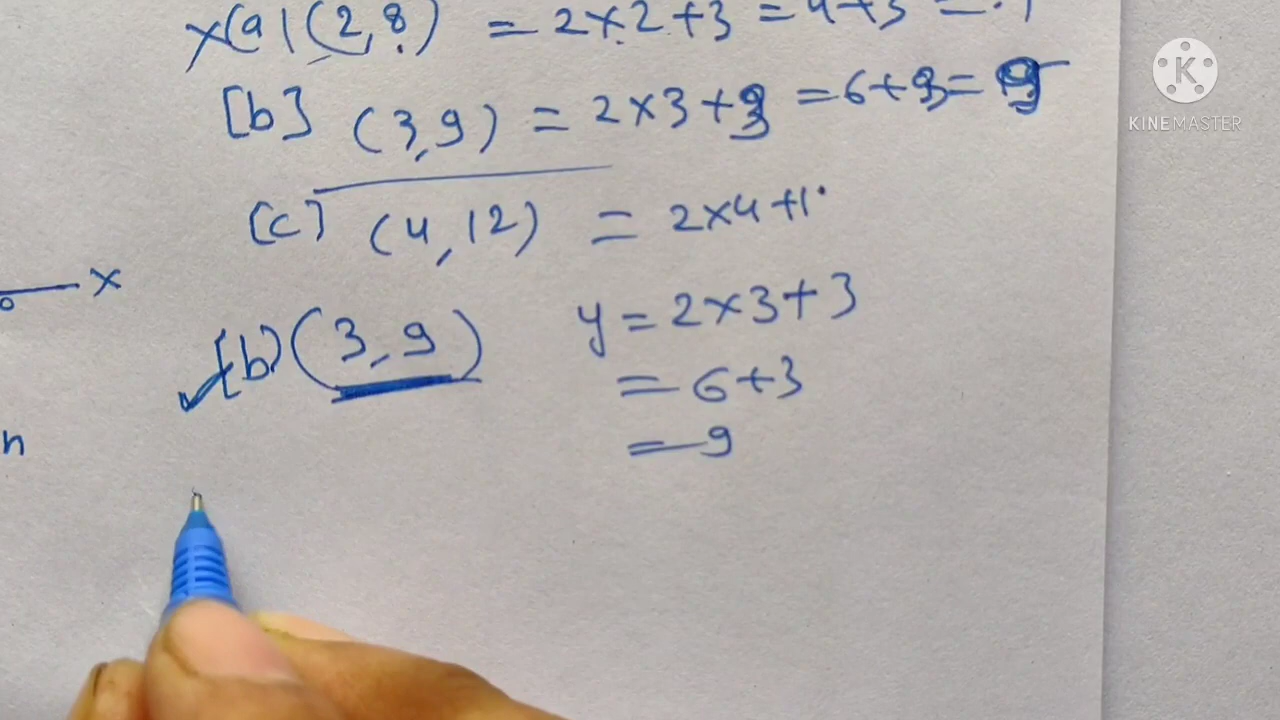 ×(a) (2,8) = 2×2+3 = 4+3 =
[b] (3,9) = 2×3+3 =6+3= 9
[c] (4,12) = 2×4+1
x
[b) (3,9) y=2×3+3
=6+3
=9
n
K
KINEMASTER